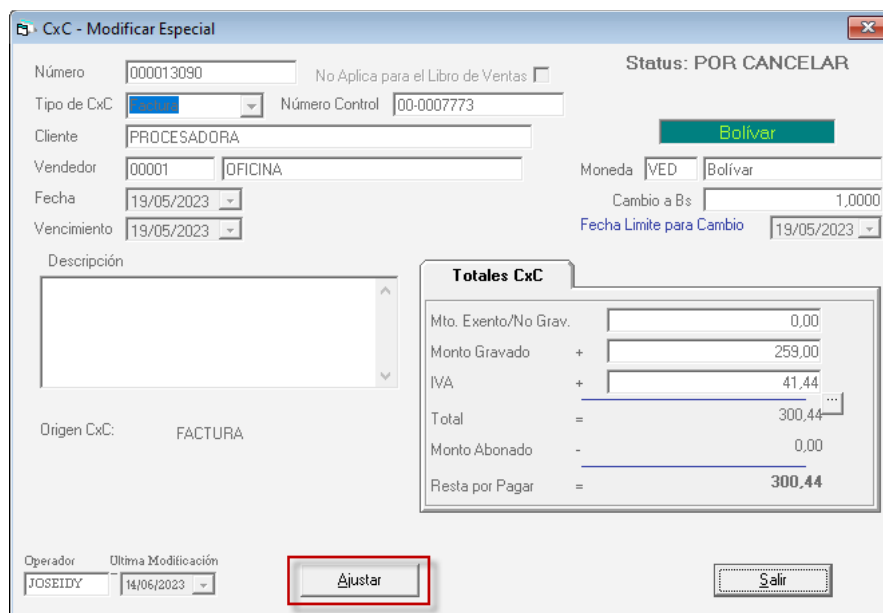 CxC - Modificar Especial
Número 000013090 No Aplica para el Libro de Ventas Status: POR CANCELAR
Tipo de CxC Factura Número Control 00-0007773
Cliente PROCESADORA Bolívar
Vendedor 00001 OFICINA Moneda VED Bolívar
Fecha 19/05/2023 Cambio a Bs 1,0000
Vencimiento 19/05/2023 Fecha Limite para Cambio 19/05/2023
Descripción
Totales CxC
Mto. Exento/No Grav. 0,00
Monto Gravado + 259,00
IVA + 41,44
...
Total = 300,44
Origen CxC: FACTURA
Monto Abonado - 0,00
Resta por Pagar = 300,44
Operador Ultima Modificación
JOSEIDY 14/06/2023 Ajustar Salir